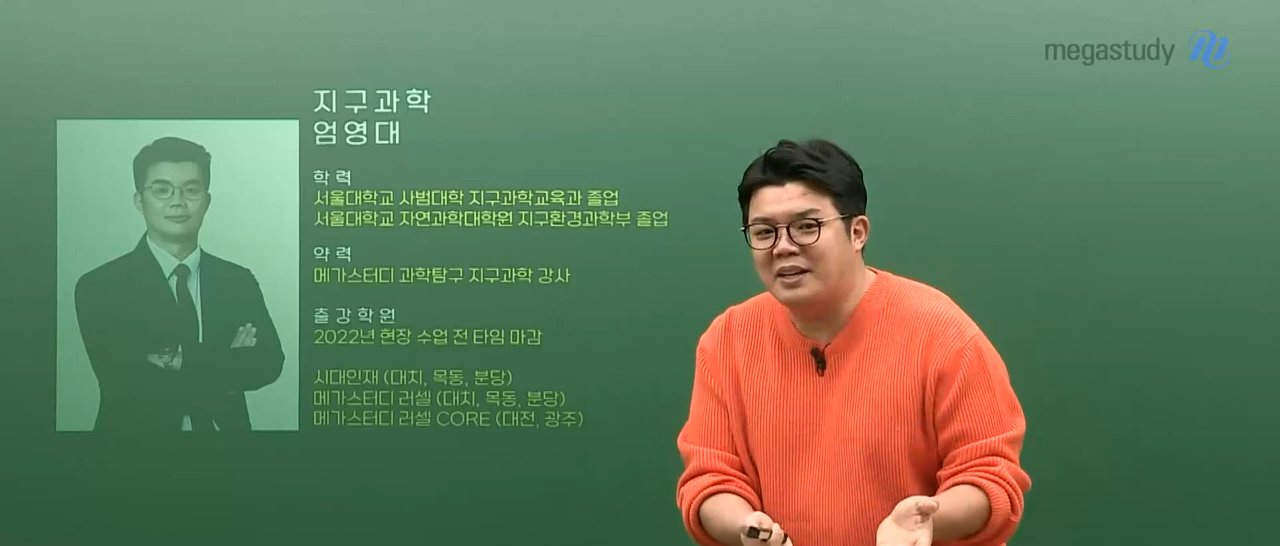 megastudy
지구과학
엄영대
학력
서울대학교 사범대학 지구과학교육과 졸업
서울대학교 자연과학대학원 지구환경과학부 졸업
약력
메가스터디 과학탐구 지구과학 강사
출강학원
2022년 현장 수업 전 타임 마감
시대인재 (대치, 목동, 분당)
메가스터디 러셀 (대치, 목동, 분당)
메가스터디 러셀 CORE (대전, 광주)